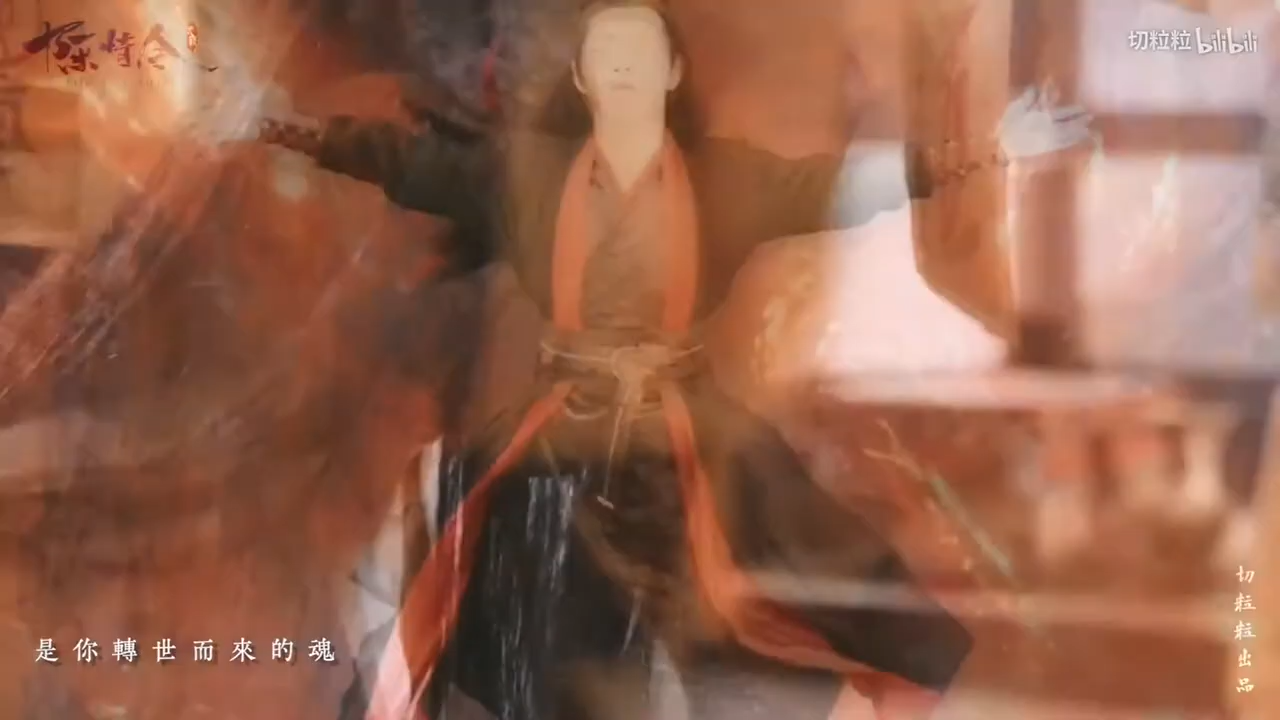 探情令
切粒粒 bilibili
是你轉世而來的魂
切粒粒出品